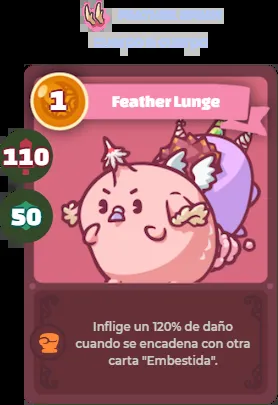 1
Feather Lunge
110
50
Inflige un 120% de daño
cuando se encadena con otra
carta "Embestida".